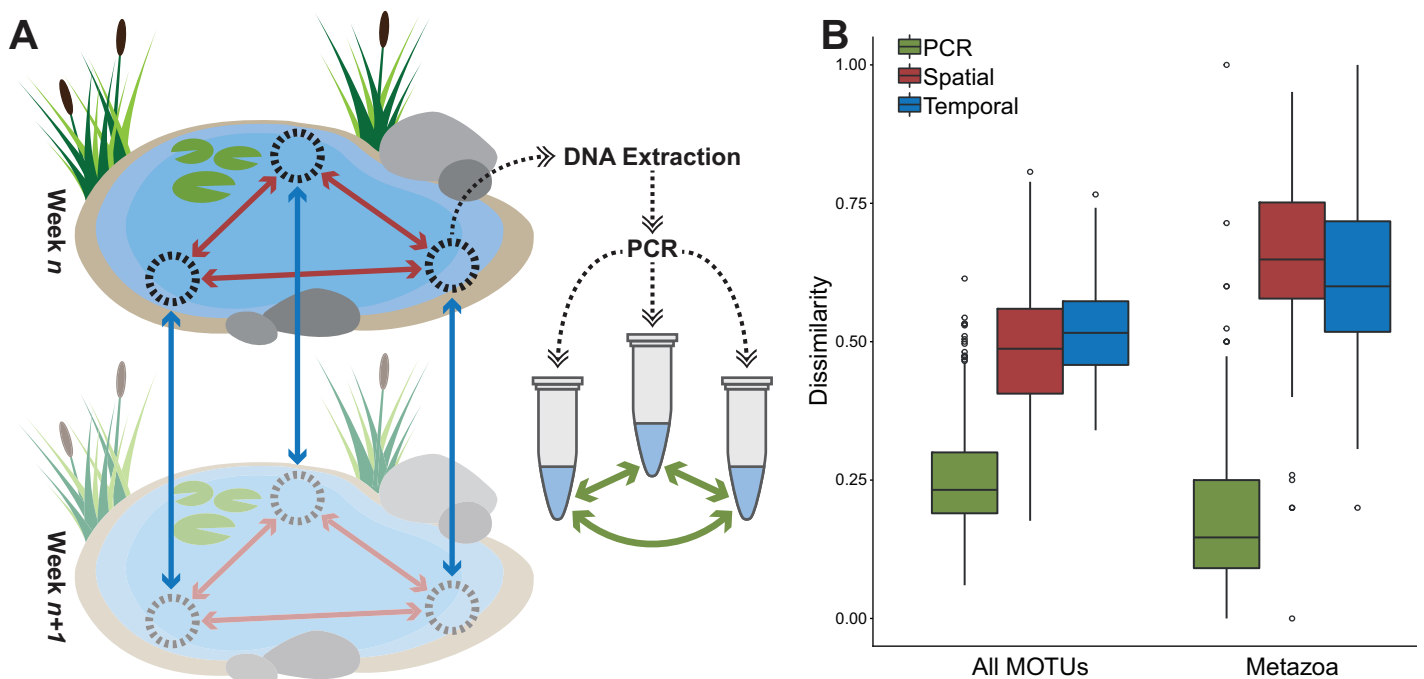 A
Week n
Week n+1
DNA Extraction
PCR
B
PCR
Spatial
Temporal
Dissimilarity
1.00
0.75
0.50
0.25
0.00
All MOTUs
Metazoa